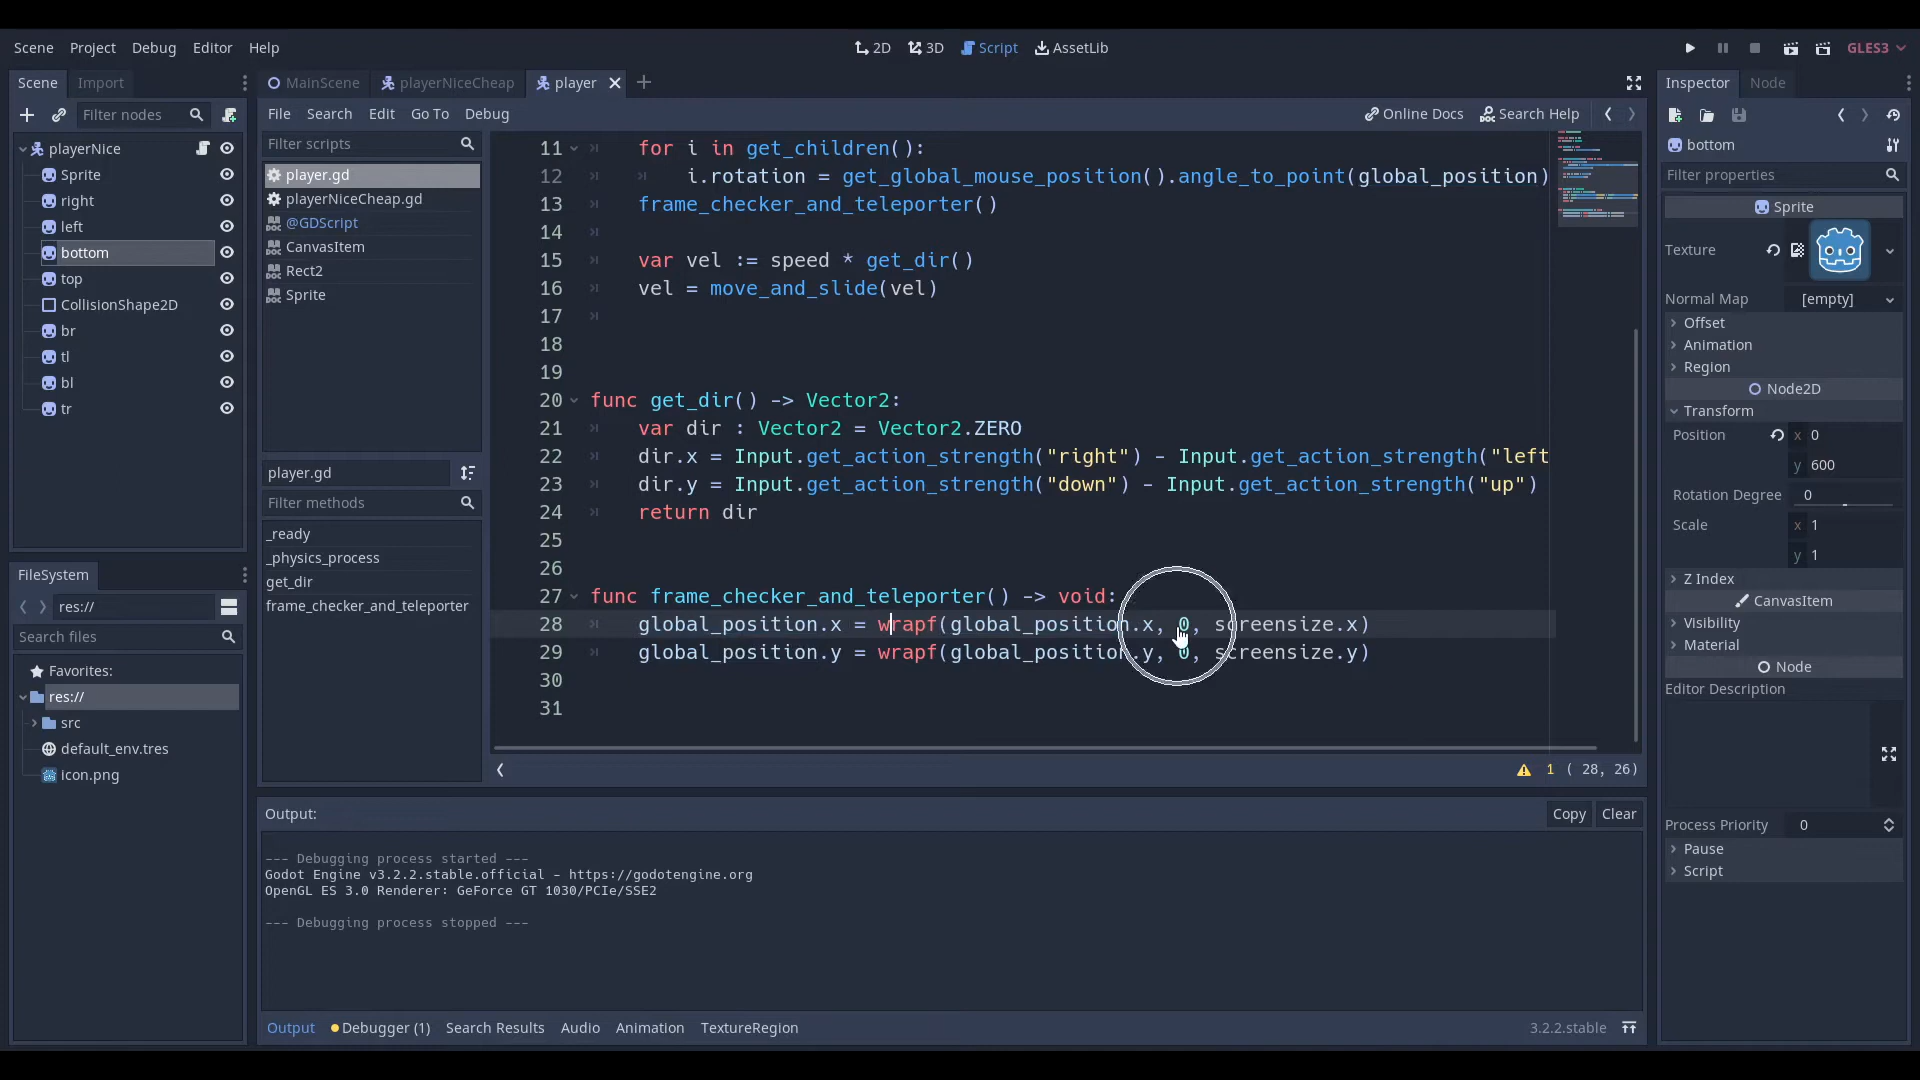 Scene Project Debug Editor Help 2D 3D Script AssetLib GLES3
Scene Import
Filter nodes
playerNice
Sprite
right
left
bottom
top
CollisionShape2D
br
tl
bl
tr
FileSystem
res://
Search files
Favorites:
res://
src
default_env.tres
icon.png
MainScene playerNiceCheap player
File Search Edit Go To Debug Online Docs Search Help
Filter scripts
player.gd
playerNiceCheap.gd
@GDScript
CanvasItem
Rect2
Sprite
player.gd
Filter methods
_ready
_physics_process
get_dir
frame_checker_and_teleporter
11 for i in get_children():
12 i.rotation = get_global_mouse_position().angle_to_point(global_position)
13 frame_checker_and_teleporter()
14
15 var vel := speed * get_dir()
16 vel = move_and_slide(vel)
17
18
19
20 func get_dir() -> Vector2:
21 var dir : Vector2 = Vector2.ZERO
22 dir.x = Input.get_action_strength("right") - Input.get_action_strength("left
23 dir.y = Input.get_action_strength("down") - Input.get_action_strength("up")
24 return dir
25
26
27 func frame_checker_and_teleporter() -> void:
28 global_position.x = wrapf(global_position.x, 0, screensize.x)
29 global_position.y = wrapf(global_position.y, 0, screensize.y)
30
31
1 ( 28, 26)
Output: Copy Clear
--- Debugging process started ---
Godot Engine v3.2.2.stable.official - https://godotengine.org
OpenGL ES 3.0 Renderer: GeForce GT 1030/PCIe/SSE2
--- Debugging process stopped ---
Output Debugger (1) Search Results Audio Animation TextureRegion 3.2.2.stable
Inspector Node
bottom
Filter properties
Sprite
Texture
Normal Map [empty]
Offset
Animation
Region
Node2D
Transform
Position x 0
y 600
Rotation Degree 0
Scale x 1
y 1
Z Index
CanvasItem
Visibility
Material
Node
Editor Description
Process Priority 0
Pause
Script